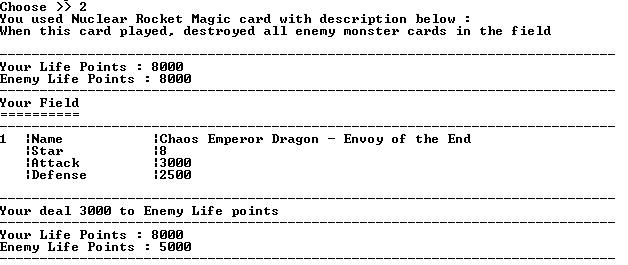 Choose >> 2
You used Nuclear Rocket Magic card with description below :
When this card played, destroyed all enemy monster cards in the field
Your Life Points : 8000
Enemy Life Points : 8000
Your Field
==========
1 |Name |Chaos Emperor Dragon - Envoy of the End
|Star |8
|Attack |3000
|Defense |2500
Your deal 3000 to Enemy Life points
Your Life Points : 8000
Enemy Life Points : 5000